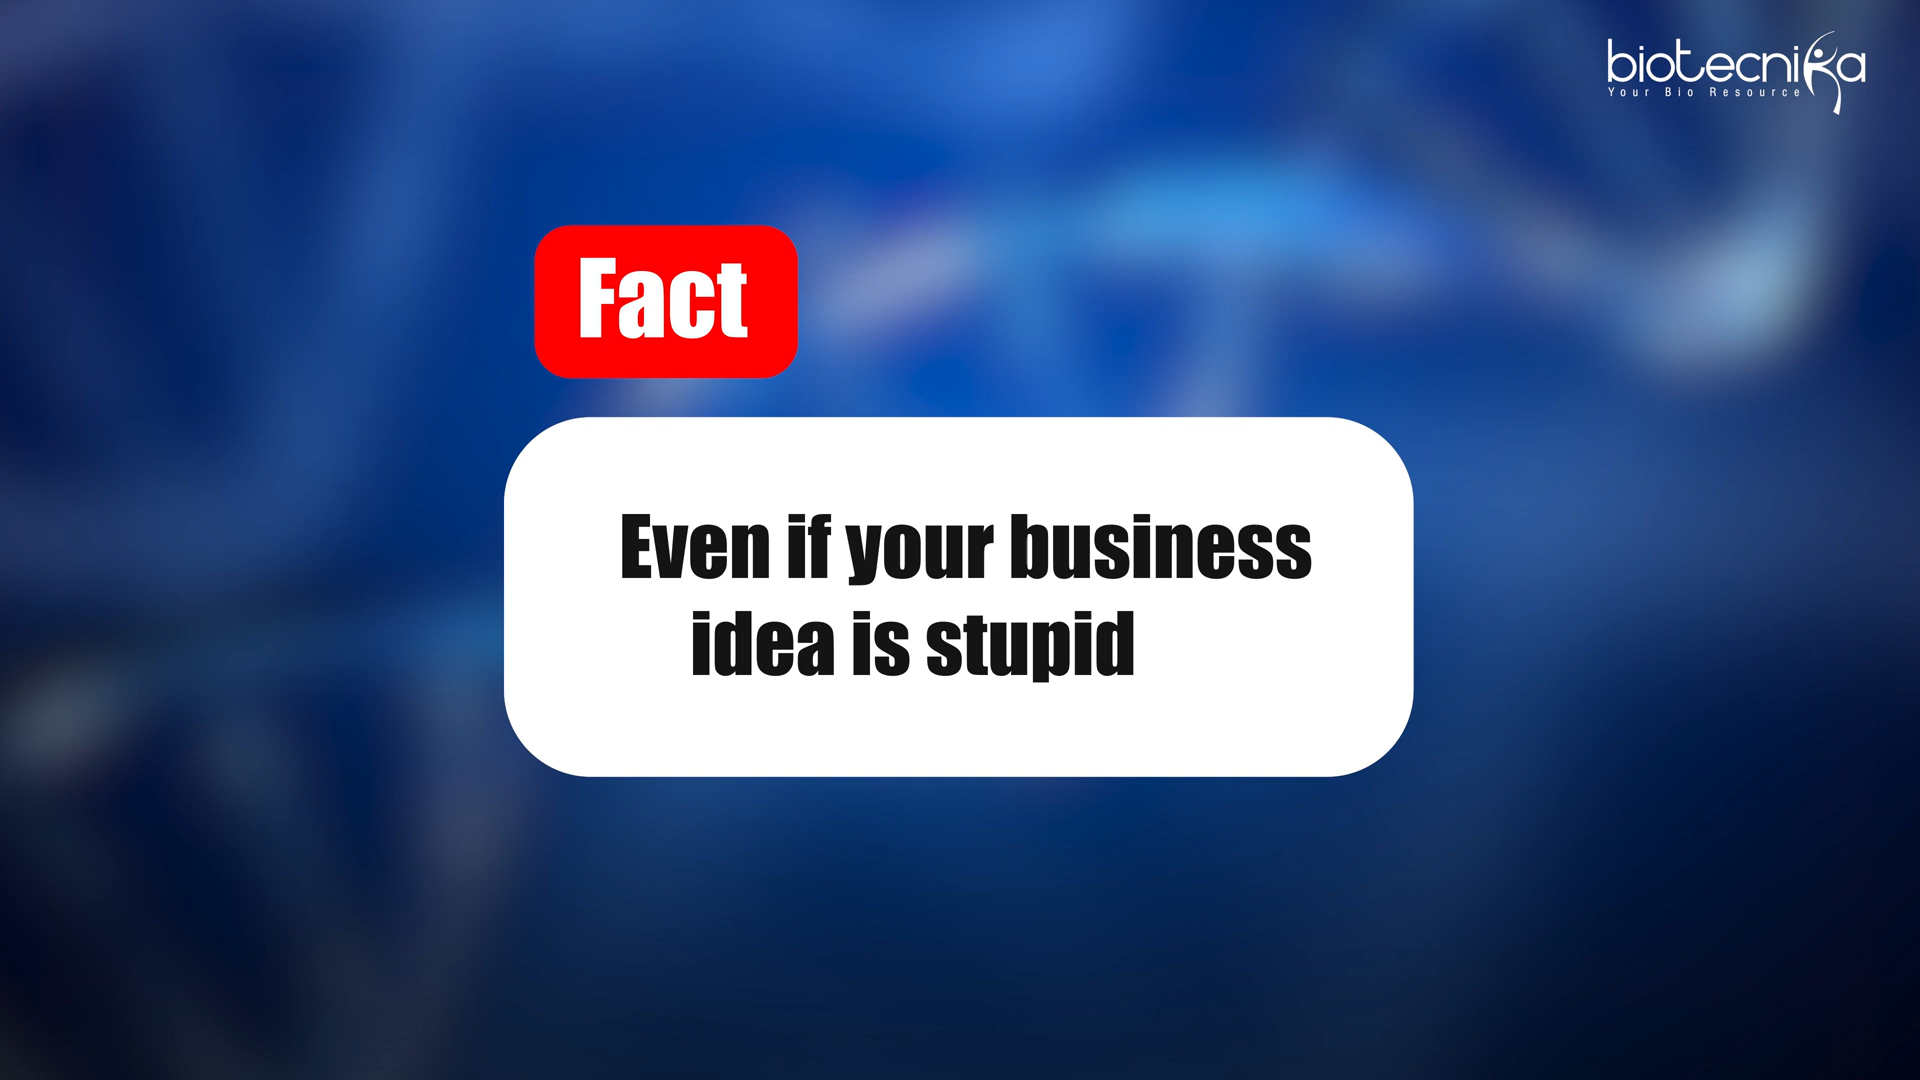 biotecnika
Your Bio Resource
Fact
Even if your business
idea is stupid